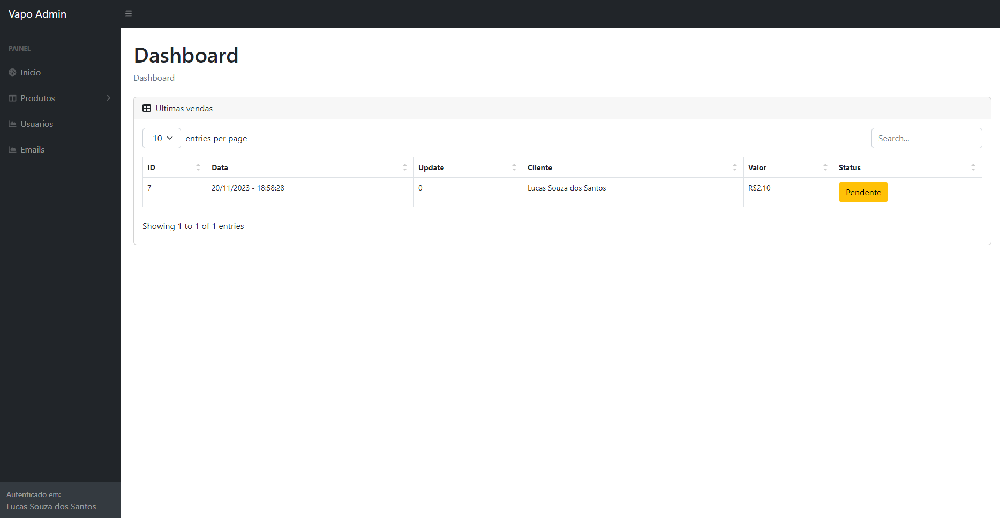 Vapo Admin
PAINEL
Inicio
Produtos
Usuarios
Emails
Autenticado em:
Lucas Souza dos Santos
Dashboard
Dashboard
Ultimas vendas
10 entries per page
Search...
ID Data Update Cliente Valor Status
7 20/11/2023 - 18:58:28 0 Lucas Souza dos Santos R$2.10 Pendente
Showing 1 to 1 of 1 entries